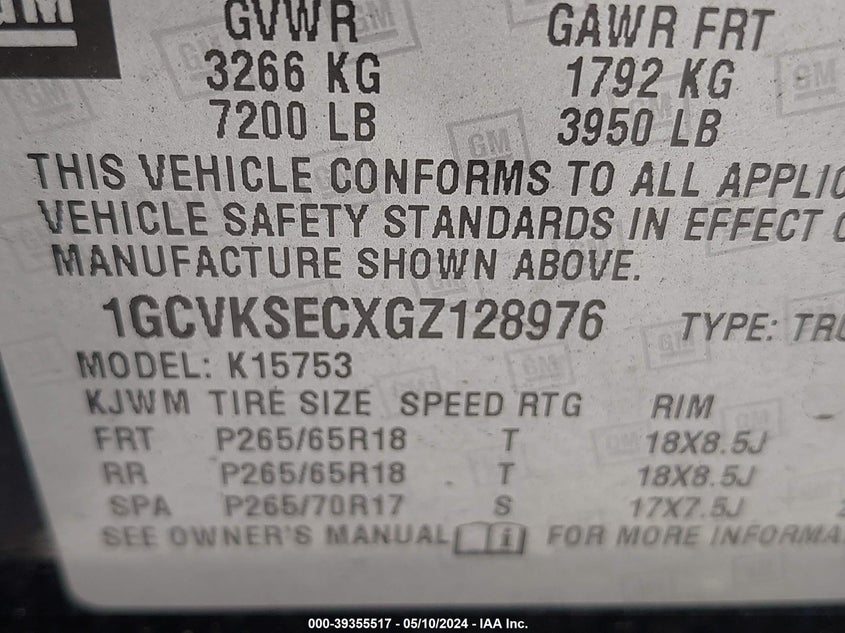 GM
GVWR GAWR FRT
3266 KG 1792 KG
7200 LB 3950 LB
THIS VEHICLE CONFORMS TO ALL APPLIC
VEHICLE SAFETY STANDARDS IN EFFECT O
MANUFACTURE SHOWN ABOVE.
1GCVKSECXGZ128976 TYPE: TRU
MODEL: K15753
KJWM TIRE SIZE SPEED RTG RIM
FRT P265/65R18 T 18X8.5J
RR P265/65R18 T 18X8.5J
SPA P265/70R17 S 17X7.5J
SEE OWNER'S MANUAL FOR MORE INFORMA
000-39355517 - 05/10/2024 - IAA Inc.